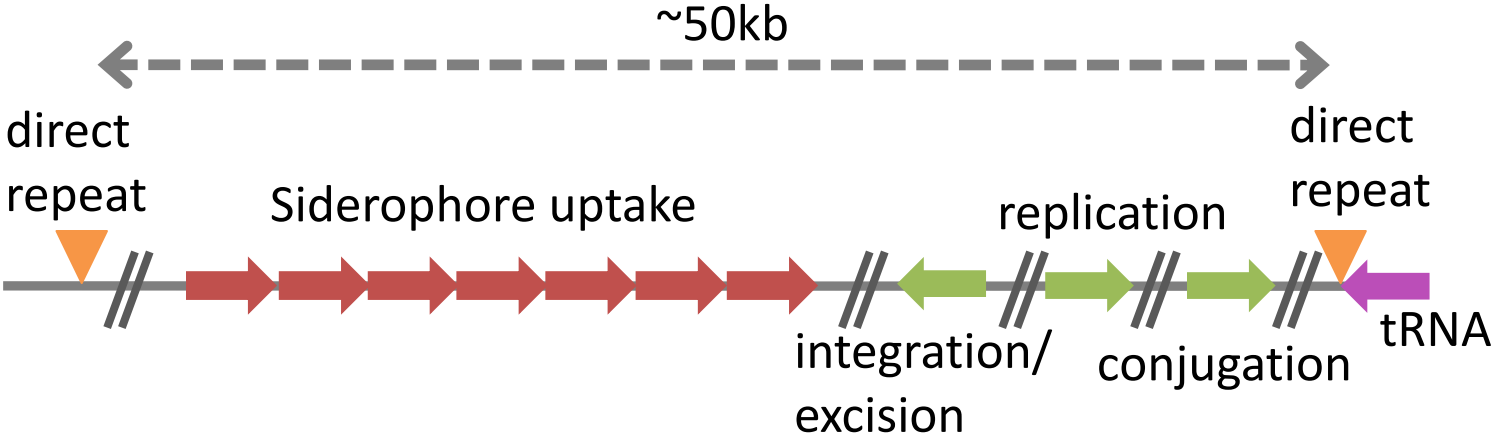 ~50kb
direct
repeat
direct
repeat
Siderophore uptake
replication
tRNA
integration/
excision
conjugation